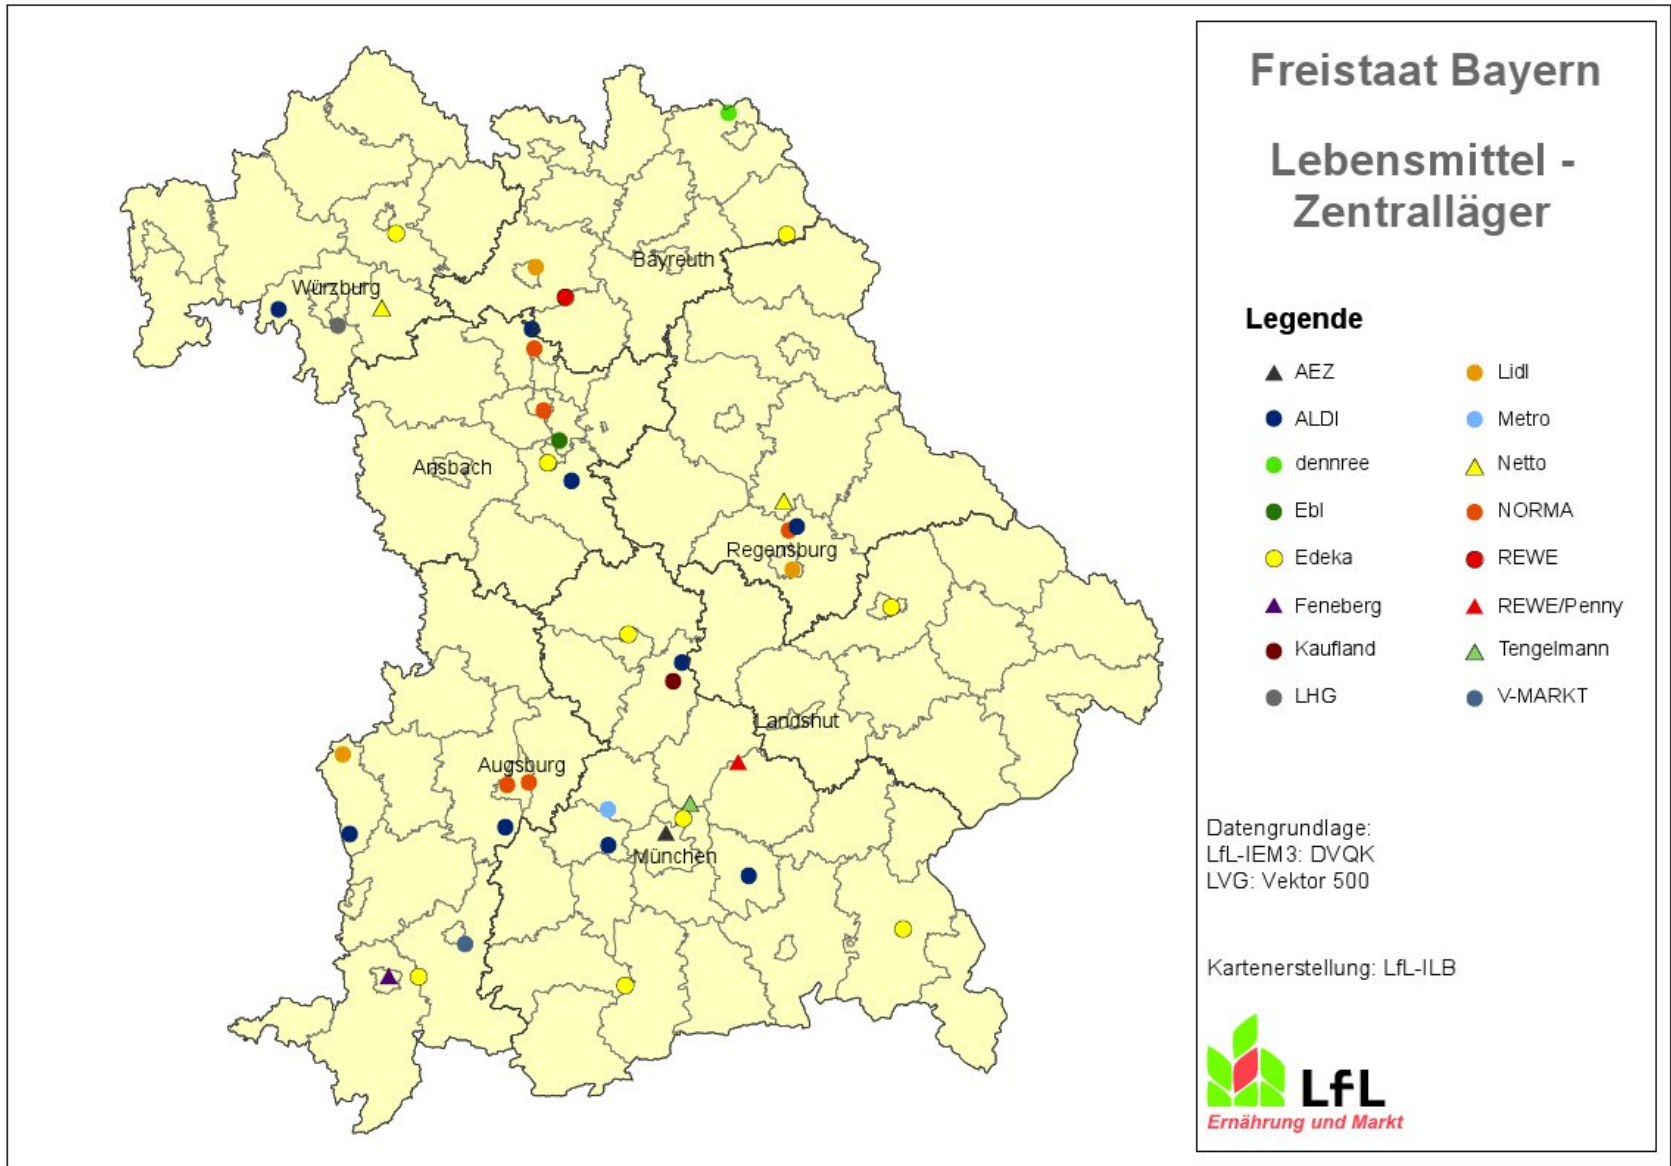 Freistaat Bayern
Lebensmittel -
Zentralläger
Legende
AEZ
ALDI
dennree
Ebl
Edeka
Feneberg
Kaufland
LHG
Lidl
Metro
Netto
NORMA
REWE
REWE/Penny
Tengelmann
V-MARKT
Datengrundlage:
LfL-IEM3: DVQK
LVG: Vektor 500
Kartenerstellung: LfL-ILB
LfL
Ernährung und Markt
Bayreuth
Würzburg
Ansbach
Regensburg
Landshut
Augsburg
München